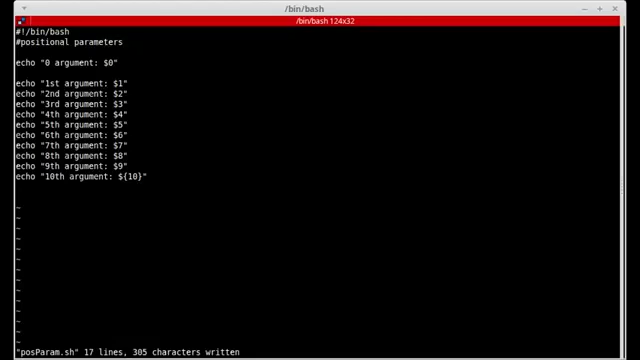 /bin/bash
/bin/bash 124x32
#!/bin/bash
#positional parameters
echo "0 argument: $0"
echo "1st argument: $1"
echo "2nd argument: $2"
echo "3rd argument: $3"
echo "4th argument: $4"
echo "5th argument: $5"
echo "6th argument: $6"
echo "7th argument: $7"
echo "8th argument: $8"
echo "9th argument: $9"
echo "10th argument: ${10}"
~
~
~
~
~
~
~
~
~
~
~
~
~
~
"posParam.sh" 17 lines, 305 characters written